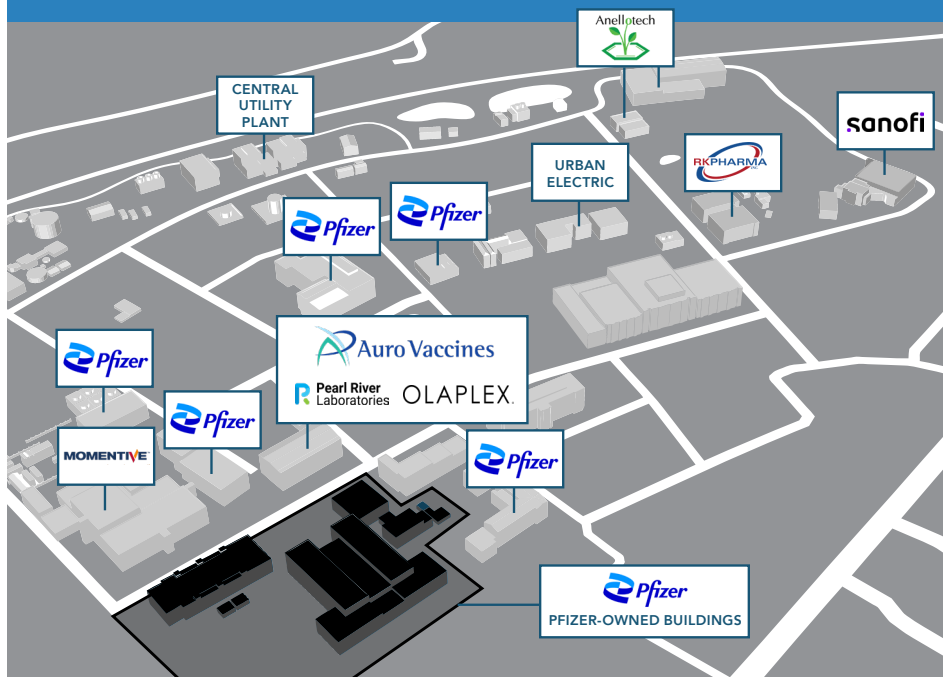 Anellotech
CENTRAL
UTILITY
PLANT
sanofi
URBAN
ELECTRIC
RKPHARMA
Pfizer
Pfizer
Auro Vaccines
Pearl River
Laboratories
OLAPLEX.
Pfizer
Pfizer
MOMENTIVE
Pfizer
Pfizer
PFIZER-OWNED BUILDINGS